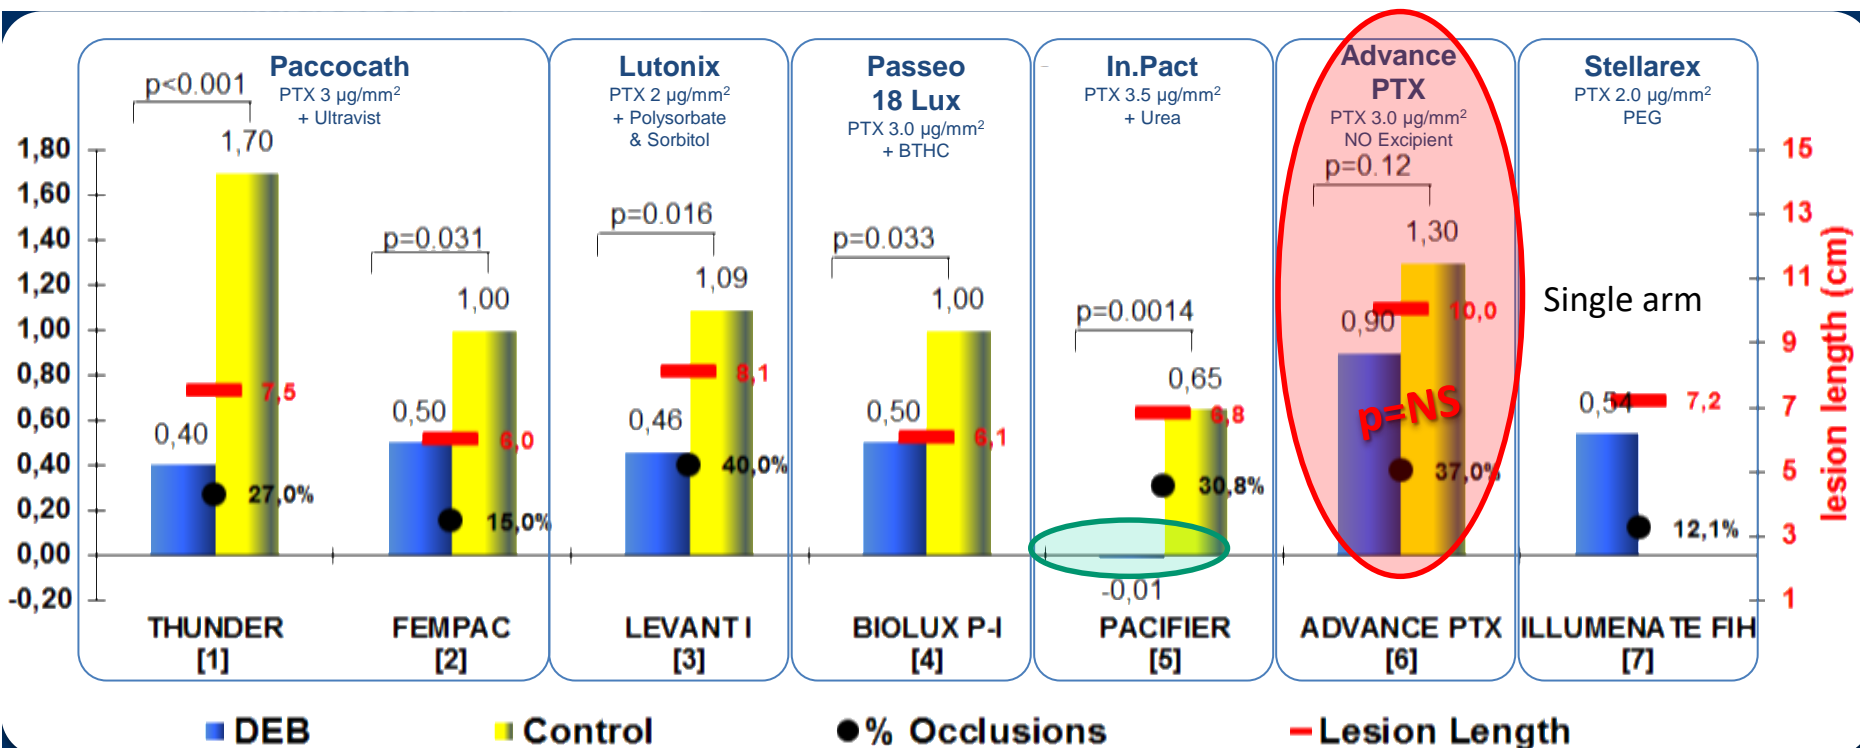 Paccocath
PTX 3 µg/mm²
+ Ultravist
Lutonix
PTX 2 µg/mm²
+ Polysorbate
& Sorbitol
Passeo
18 Lux
PTX 3.0 µg/mm²
+ BTHC
In.Pact
PTX 3.5 µg/mm²
+ Urea
Advance
PTX
PTX 3.0 µg/mm²
NO Excipient
Stellarex
PTX 2.0 µg/mm²
PEG
1,80
1,60
1,40
1,20
1,00
0,80
0,60
0,40
0,20
0,00
-0,20
p<0.001
1,70
0,40
7,5
27,0%
p=0.031
1,00
0,50
6,0
15,0%
p=0.016
1,09
0,46
8,1
40,0%
p=0.033
1,00
0,50
6,1
p=0.0014
0,65
6,8
30,8%
-0,01
p=0.12
1,30
0,90
10,0
p=NS
37,0%
Single arm
0,54
7,2
12,1%
15
13
11
9
7
5
3
1
lesion length (cm)
THUNDER
[1]
FEMPAC
[2]
LEVANT I
[3]
BIOLUX P-I
[4]
PACIFIER
[5]
ADVANCE PTX
[6]
ILLUMENATE FIH
[7]
DEB
Control
% Occlusions
Lesion Length